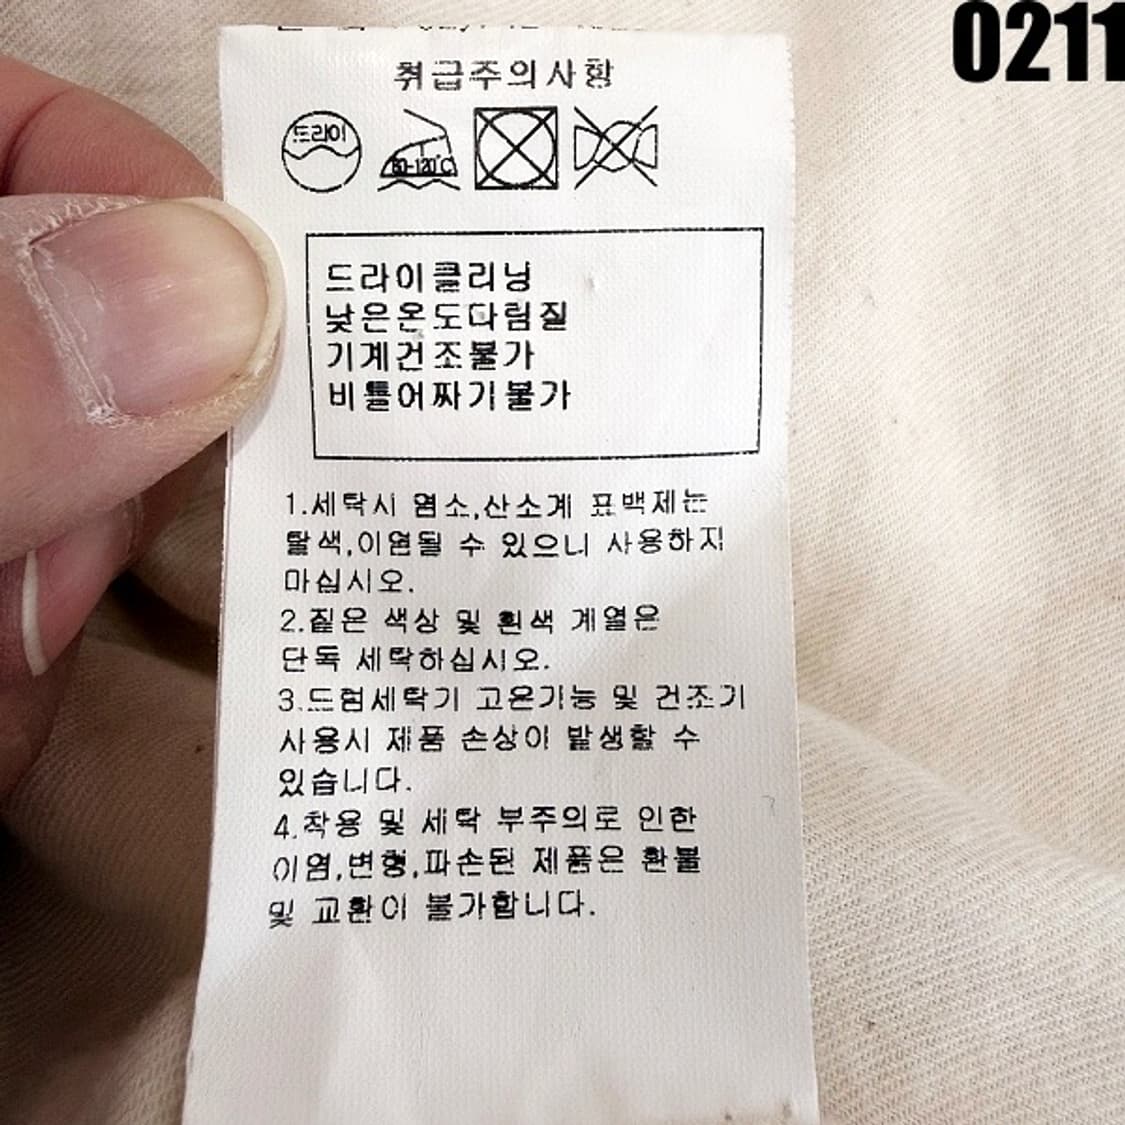 0211
취급주의사항
드라이
80-120℃
드라이클리닝
낮은온도다림질
기계건조불가
비틀어짜기불가
1.세탁시 염소,산소계 표백제는
탈색,이염될 수 있으니 사용하지
마십시오.
2.짙은 색상 및 흰색 계열은
단독 세탁하십시오.
3.드럼세탁기 고온기능 및 건조기
사용시 제품 손상이 발생할 수
있습니다.
4.착용 및 세탁 부주의로 인한
이염,변형,파손된 제품은 환불
및 교환이 불가합니다.